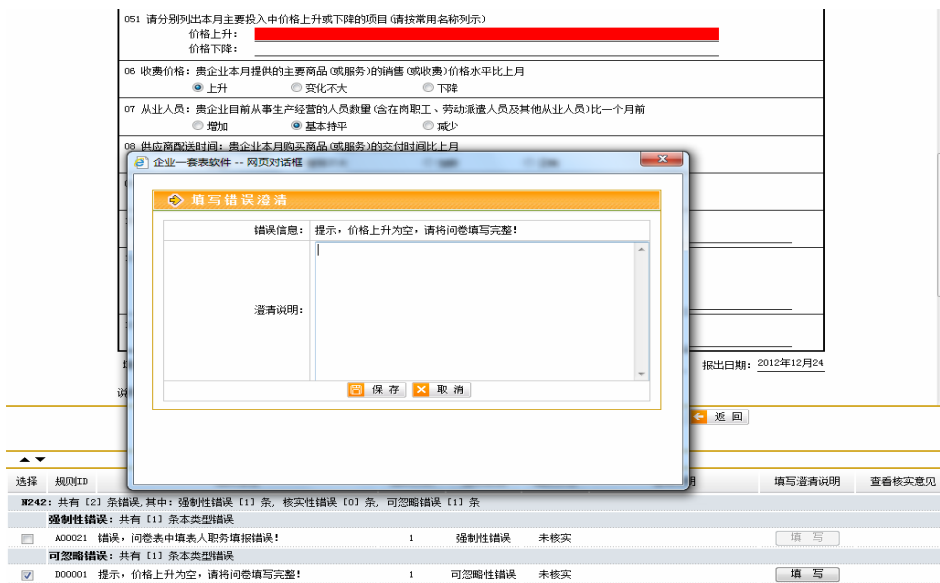 051 请分别列出本月主要投入中价格上升或下降的项目(请按常用名称列示)
价格上升:
价格下降:
06 收费价格: 贵企业本月提供的主要商品(或服务)的销售(或收费)价格水平比上月
上升 变化不大 下降
07 从业人员: 贵企业目前从事生产经营的人员数量(含在岗职工、劳动派遣人员及其他从业人员)比一个月前
增加 基本持平 减少
08 供应商配送时间: 贵企业本月购买商品(或服务)的交付时间比上月
企业一套表软件 -- 网页对话框
填写错误澄清
错误信息: 提示，价格上升为空，请将问卷填写完整!
澄清说明:
保 存 取 消
报出日期: 2012年12月24
返 回
选择 规则ID 填写澄清说明 查看核实意见
N242: 共有 [2] 条错误,其中: 强制性错误 [1] 条, 核实性错误 [0] 条, 可忽略错误 [1] 条
强制性错误: 共有 [1] 条本类型错误
A00021 错误，问卷表中填表人职务填报错误! 1 强制性错误 未核实 填 写
可忽略错误: 共有 [1] 条本类型错误
D00001 提示，价格上升为空，请将问卷填写完整! 1 可忽略性错误 未核实 填 写